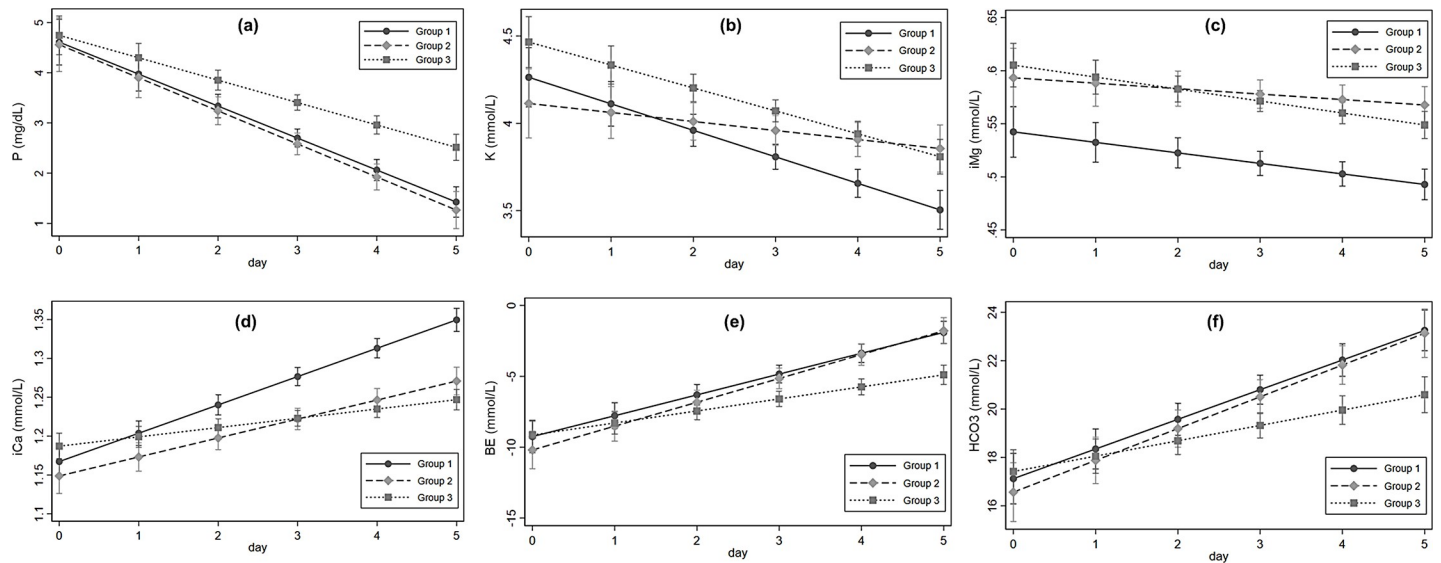 (a)
P (mg/dL)
5
4
3
2
1
0 1 2 3 4 5
day
Group 1
Group 2
Group 3
(b)
K (mmol/L)
4.5
4
3.5
0 1 2 3 4 5
day
Group 1
Group 2
Group 3
(c)
iMg (mmol/L)
.65
.6
.55
.5
.45
0 1 2 3 4 5
day
Group 1
Group 2
Group 3
(d)
iCa (mmol/L)
1.35
1.3
1.25
1.2
1.15
1.1
0 1 2 3 4 5
day
Group 1
Group 2
Group 3
(e)
BE (mmol/L)
0
-5
-10
-15
0 1 2 3 4 5
day
Group 1
Group 2
Group 3
(f)
HCO3 (mmol/L)
24
22
20
18
16
0 1 2 3 4 5
day
Group 1
Group 2
Group 3